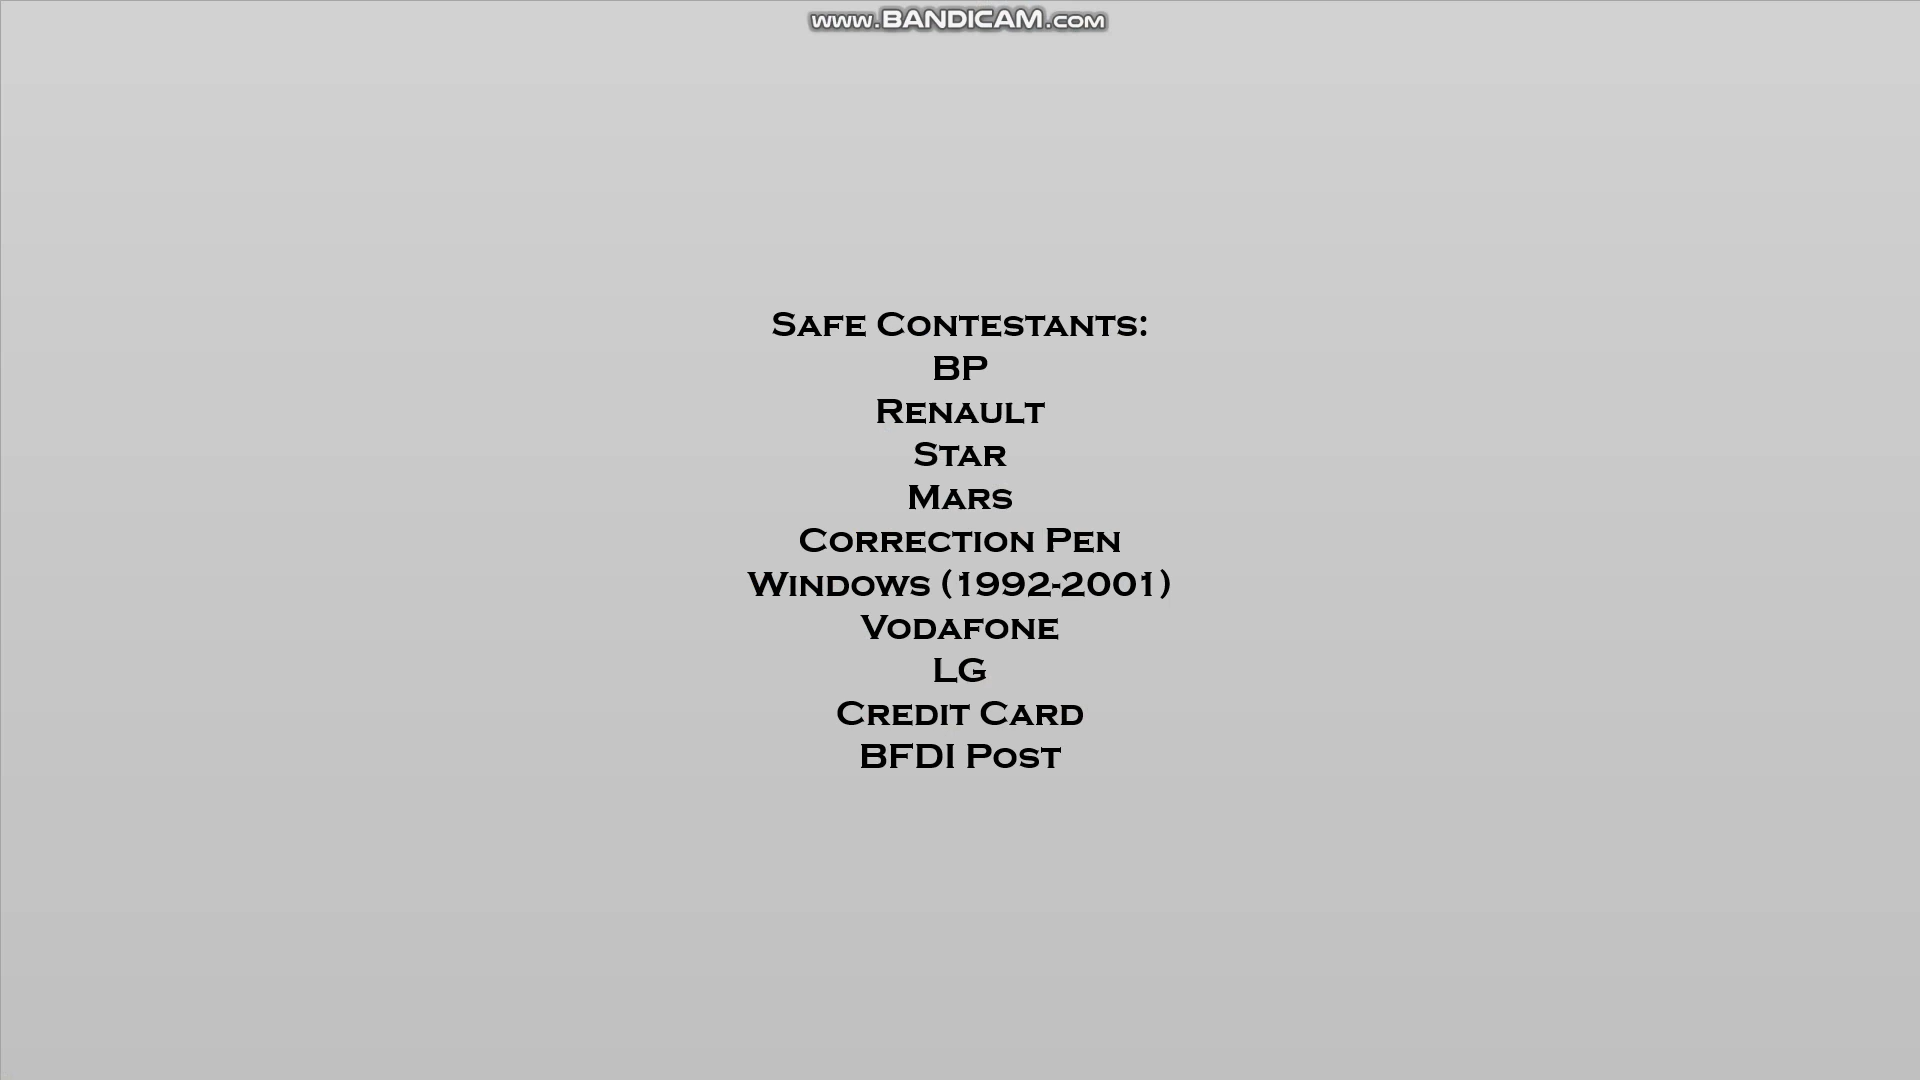 www.BANDICAM.com
Safe Contestants:
BP
Renault
Star
Mars
Correction Pen
Windows (1992-2001)
Vodafone
LG
Credit Card
BFDI Post